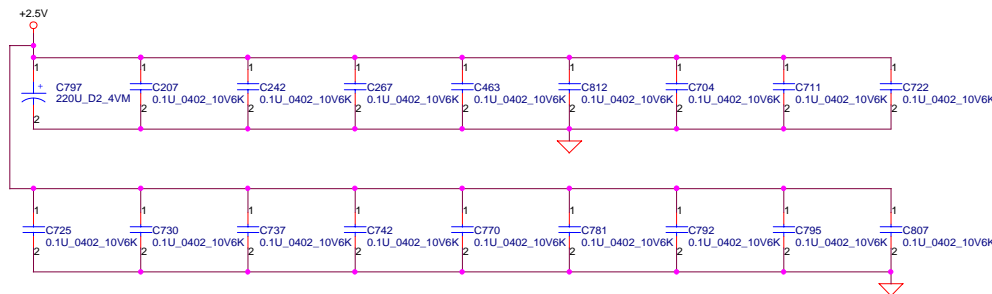 +2.5V
1 1 1 1 1 1 1 1 1
+ C797 C207 C242 C267 C463 C812 C704 C711 C722
220U_D2_4VM 0.1U_0402_10V6K 0.1U_0402_10V6K 0.1U_0402_10V6K 0.1U_0402_10V6K 0.1U_0402_10V6K 0.1U_0402_10V6K 0.1U_0402_10V6K 0.1U_0402_10V6K
2 2 2 2 2 2 2 2 2
1 1 1 1 1 1 1 1 1
C725 C730 C737 C742 C770 C781 C792 C795 C807
0.1U_0402_10V6K 0.1U_0402_10V6K 0.1U_0402_10V6K 0.1U_0402_10V6K 0.1U_0402_10V6K 0.1U_0402_10V6K 0.1U_0402_10V6K 0.1U_0402_10V6K 0.1U_0402_10V6K
2 2 2 2 2 2 2 2 2